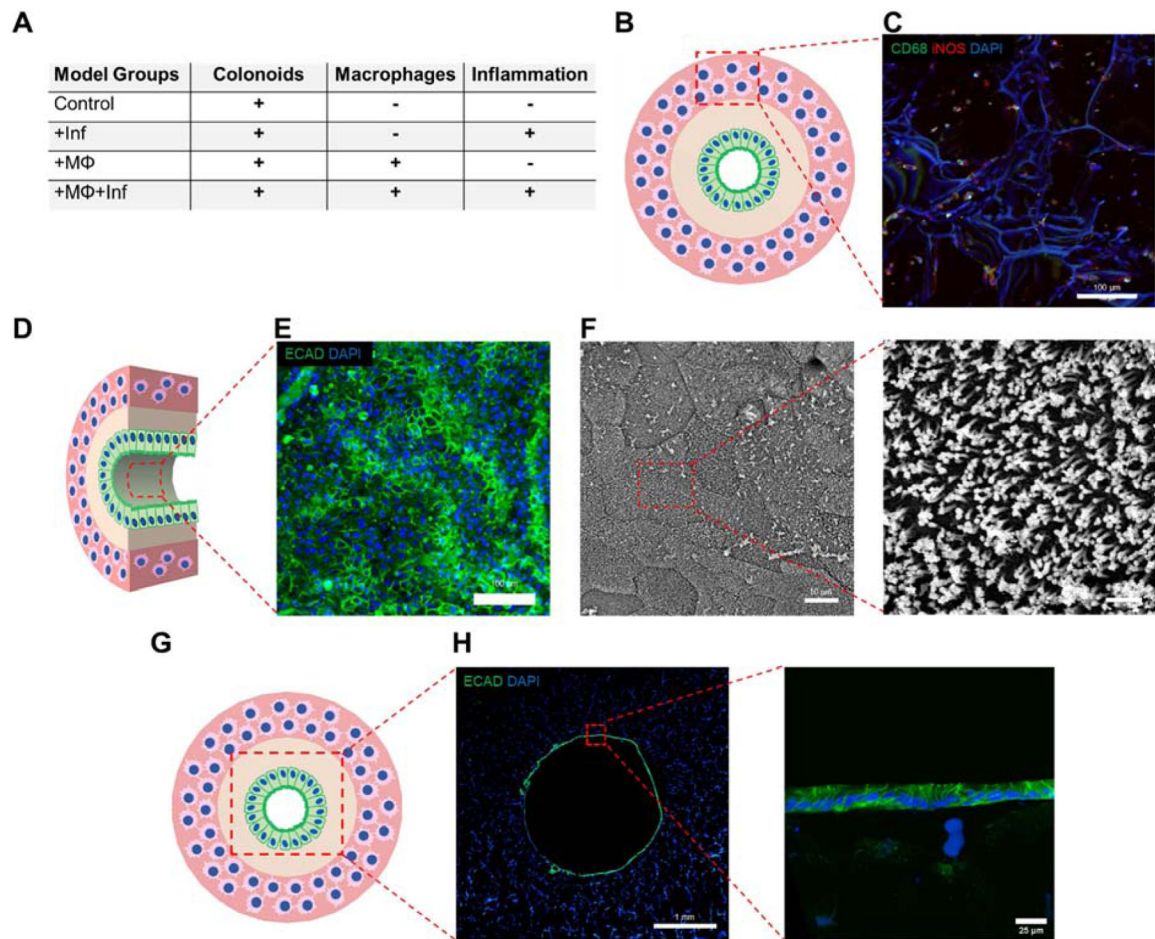 A
Model Groups Colonoids Macrophages Inflammation
Control + - -
+Inf + - +
+MΦ + + -
+MΦ+Inf + + +
B
C
CD68 iNOS DAPI
100 μm
D
E
ECAD DAPI
100 μm
F
10 μm
G
H
ECAD DAPI
1 mm
25 μm